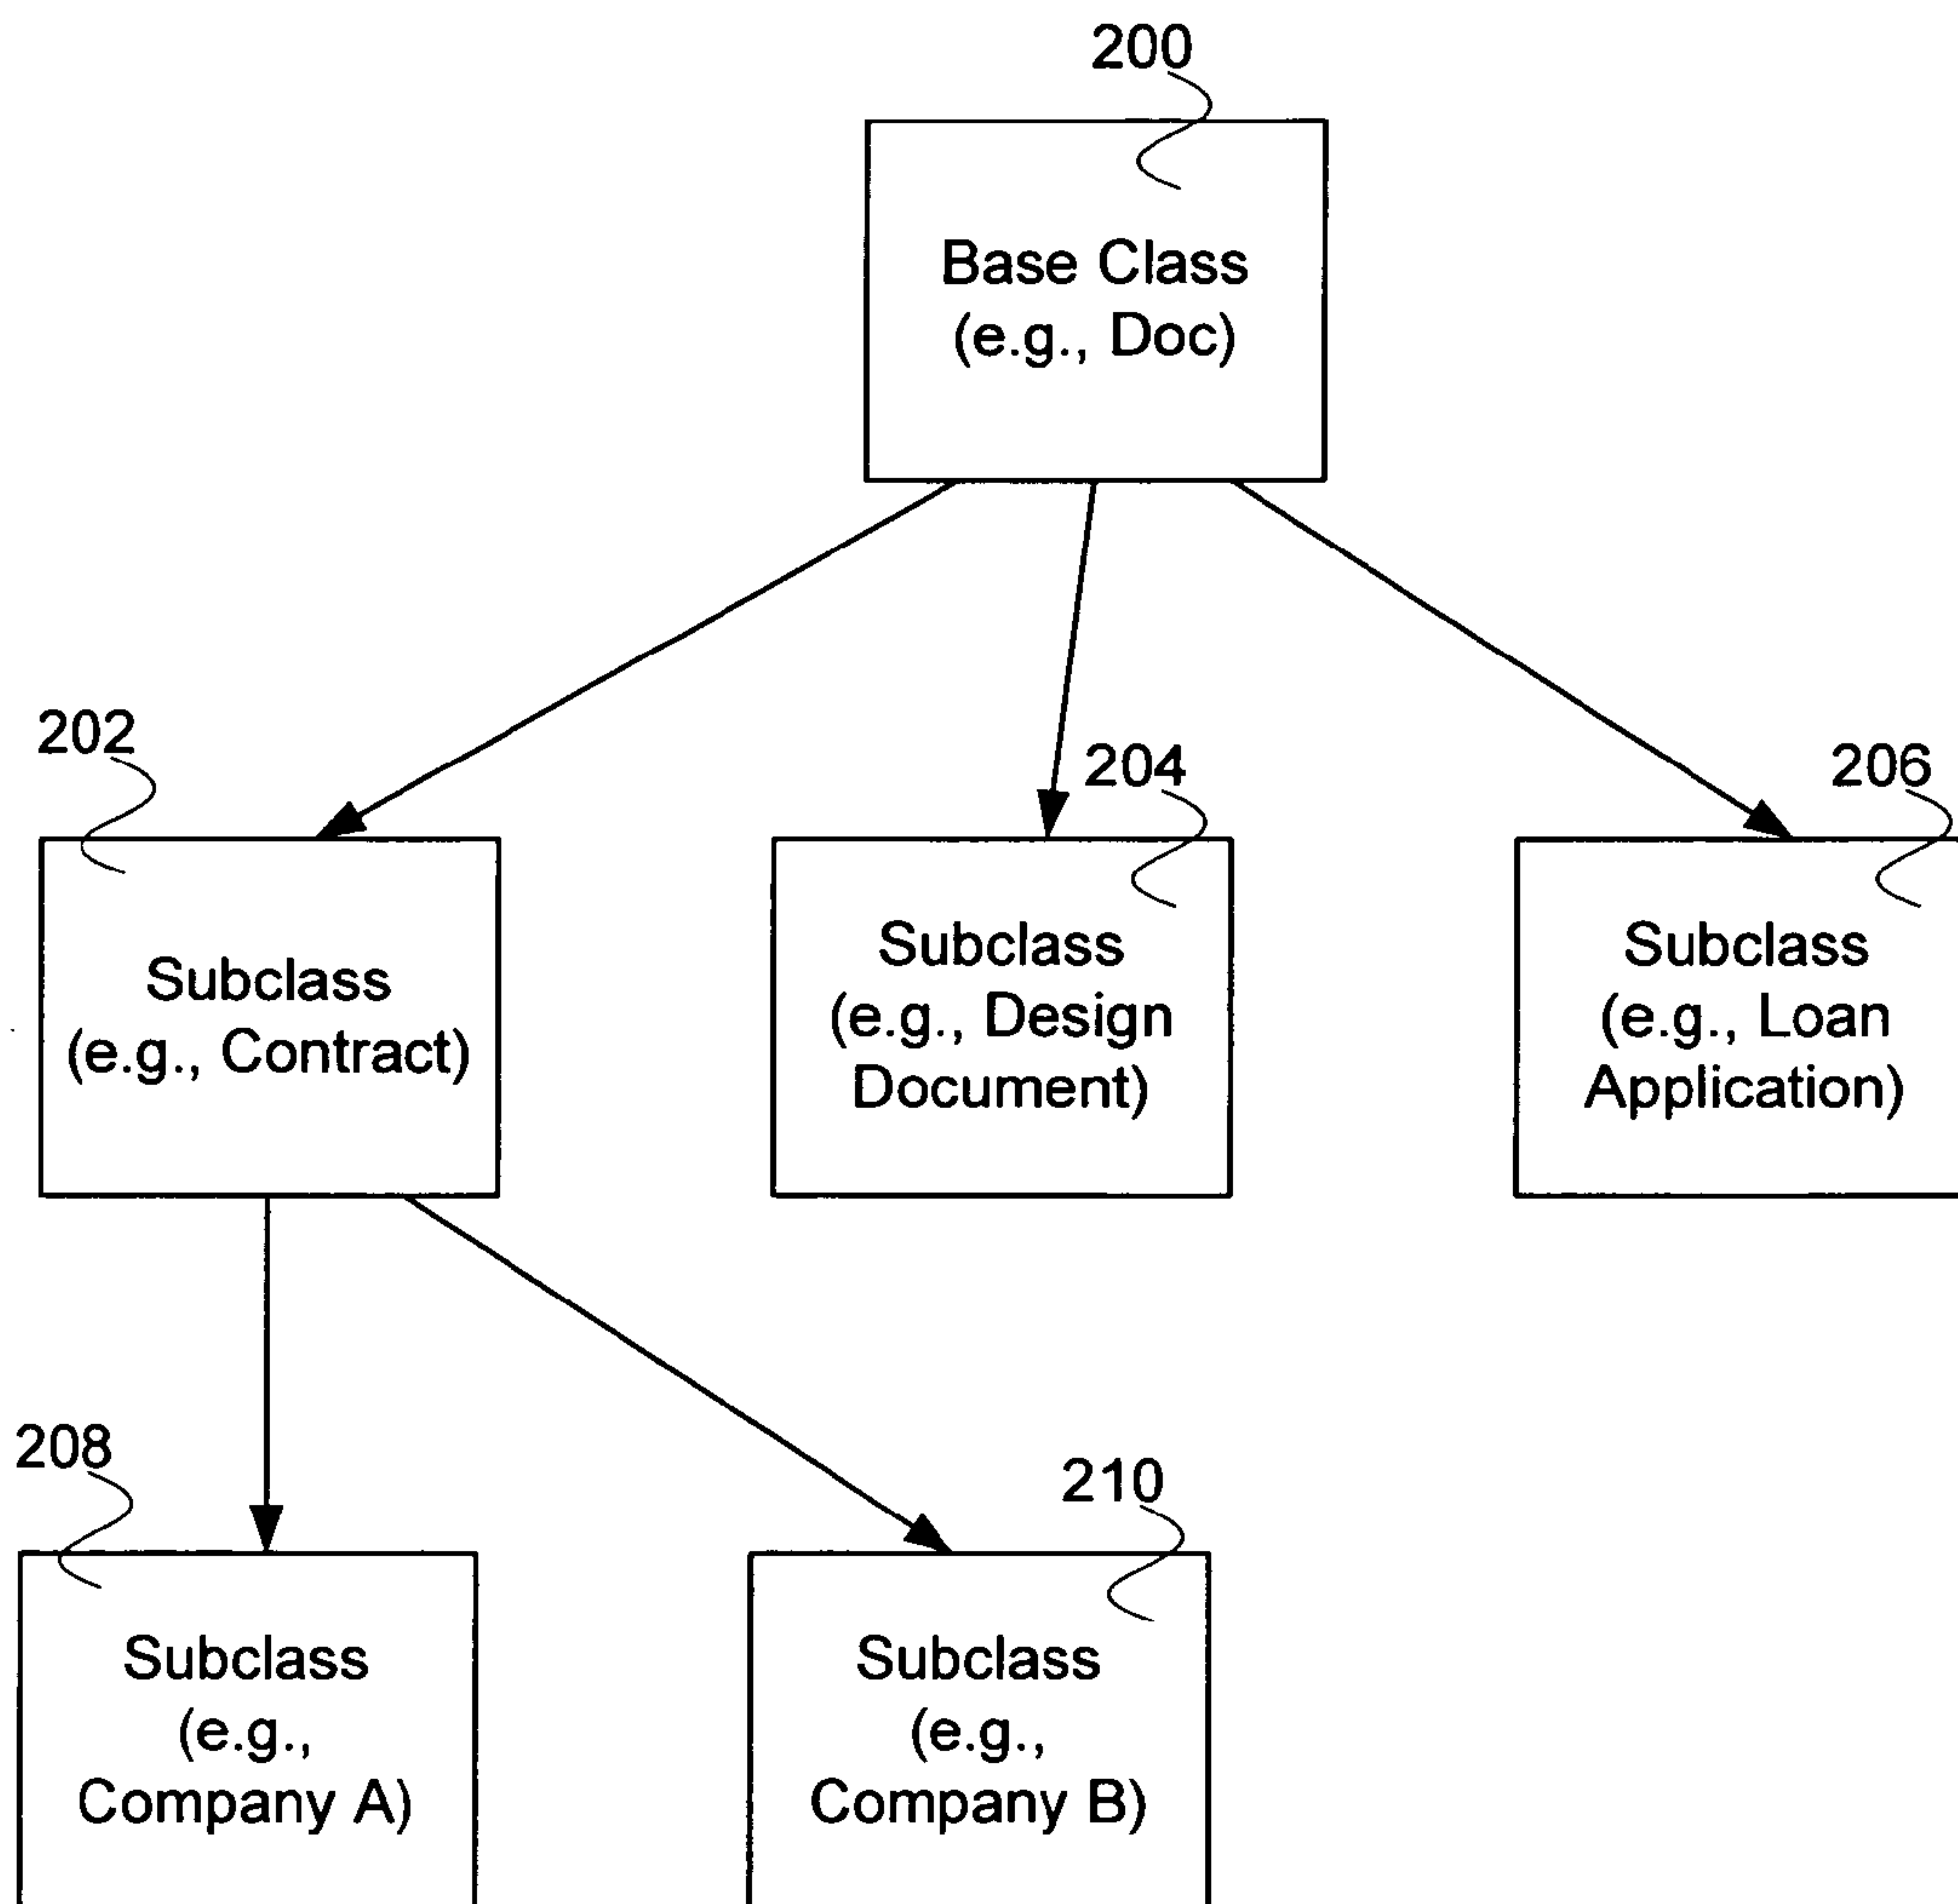 200
Base Class
(e.g., Doc)
202
204
206
Subclass
(e.g., Contract)
Subclass
(e.g., Design
Document)
Subclass
(e.g., Loan
Application)
208
210
Subclass
(e.g.,
Company A)
Subclass
(e.g.,
Company B)